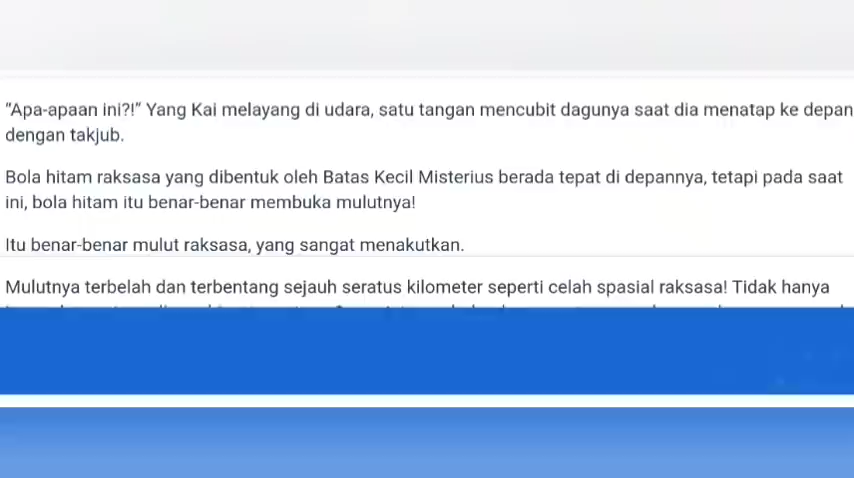 "Apa-apaan ini?!" Yang Kai melayang di udara, satu tangan mencubit dagunya saat dia menatap ke depan
dengan takjub.
Bola hitam raksasa yang dibentuk oleh Batas Kecil Misterius berada tepat di depannya, tetapi pada saat
ini, bola hitam itu benar-benar membuka mulutnya!
Itu benar-benar mulut raksasa, yang sangat menakutkan.
Mulutnya terbelah dan terbentang sejauh seratus kilometer seperti celah spasial raksasa! Tidak hanya